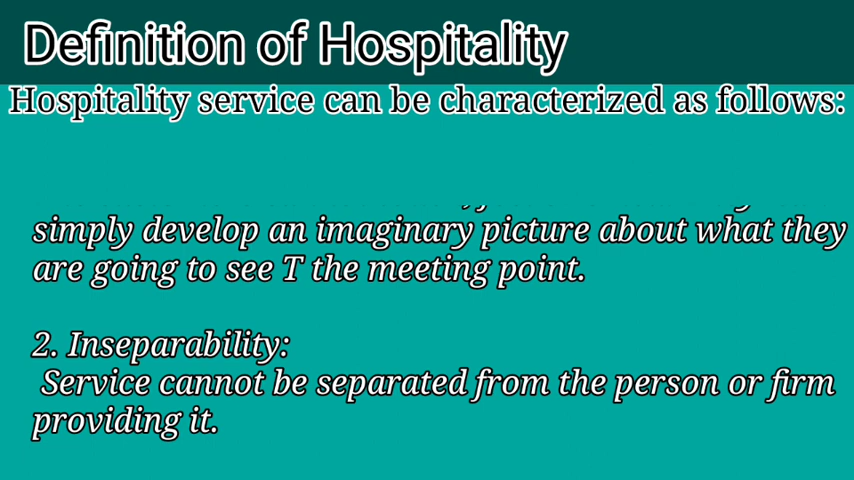 Definition of Hospitality
Hospitality service can be characterized as follows:
simply develop an imaginary picture about what they
are going to see T the meeting point.
2. Inseparability:
Service cannot be separated from the person or firm
providing it.